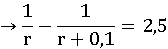 → 1/r − 1/(r + 0,1) = 2,5